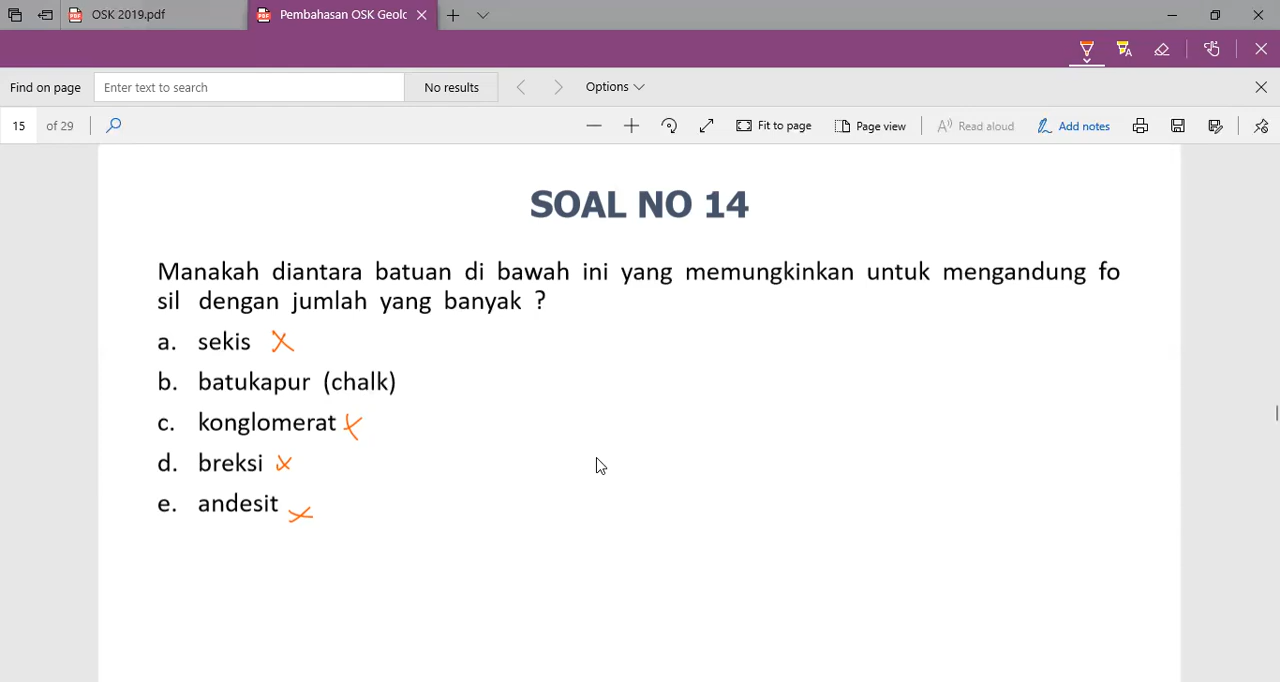 OSK 2019.pdf
Pembahasan OSK Geolo
Find on page
Enter text to search
No results
Options
15
of 29
Fit to page
Page view
Read aloud
Add notes
SOAL NO 14
Manakah diantara batuan di bawah ini yang memungkinkan untuk mengandung fo
sil dengan jumlah yang banyak ?
a. sekis X
b. batukapur (chalk)
c. konglomerat x
d. breksi x
e. andesit x